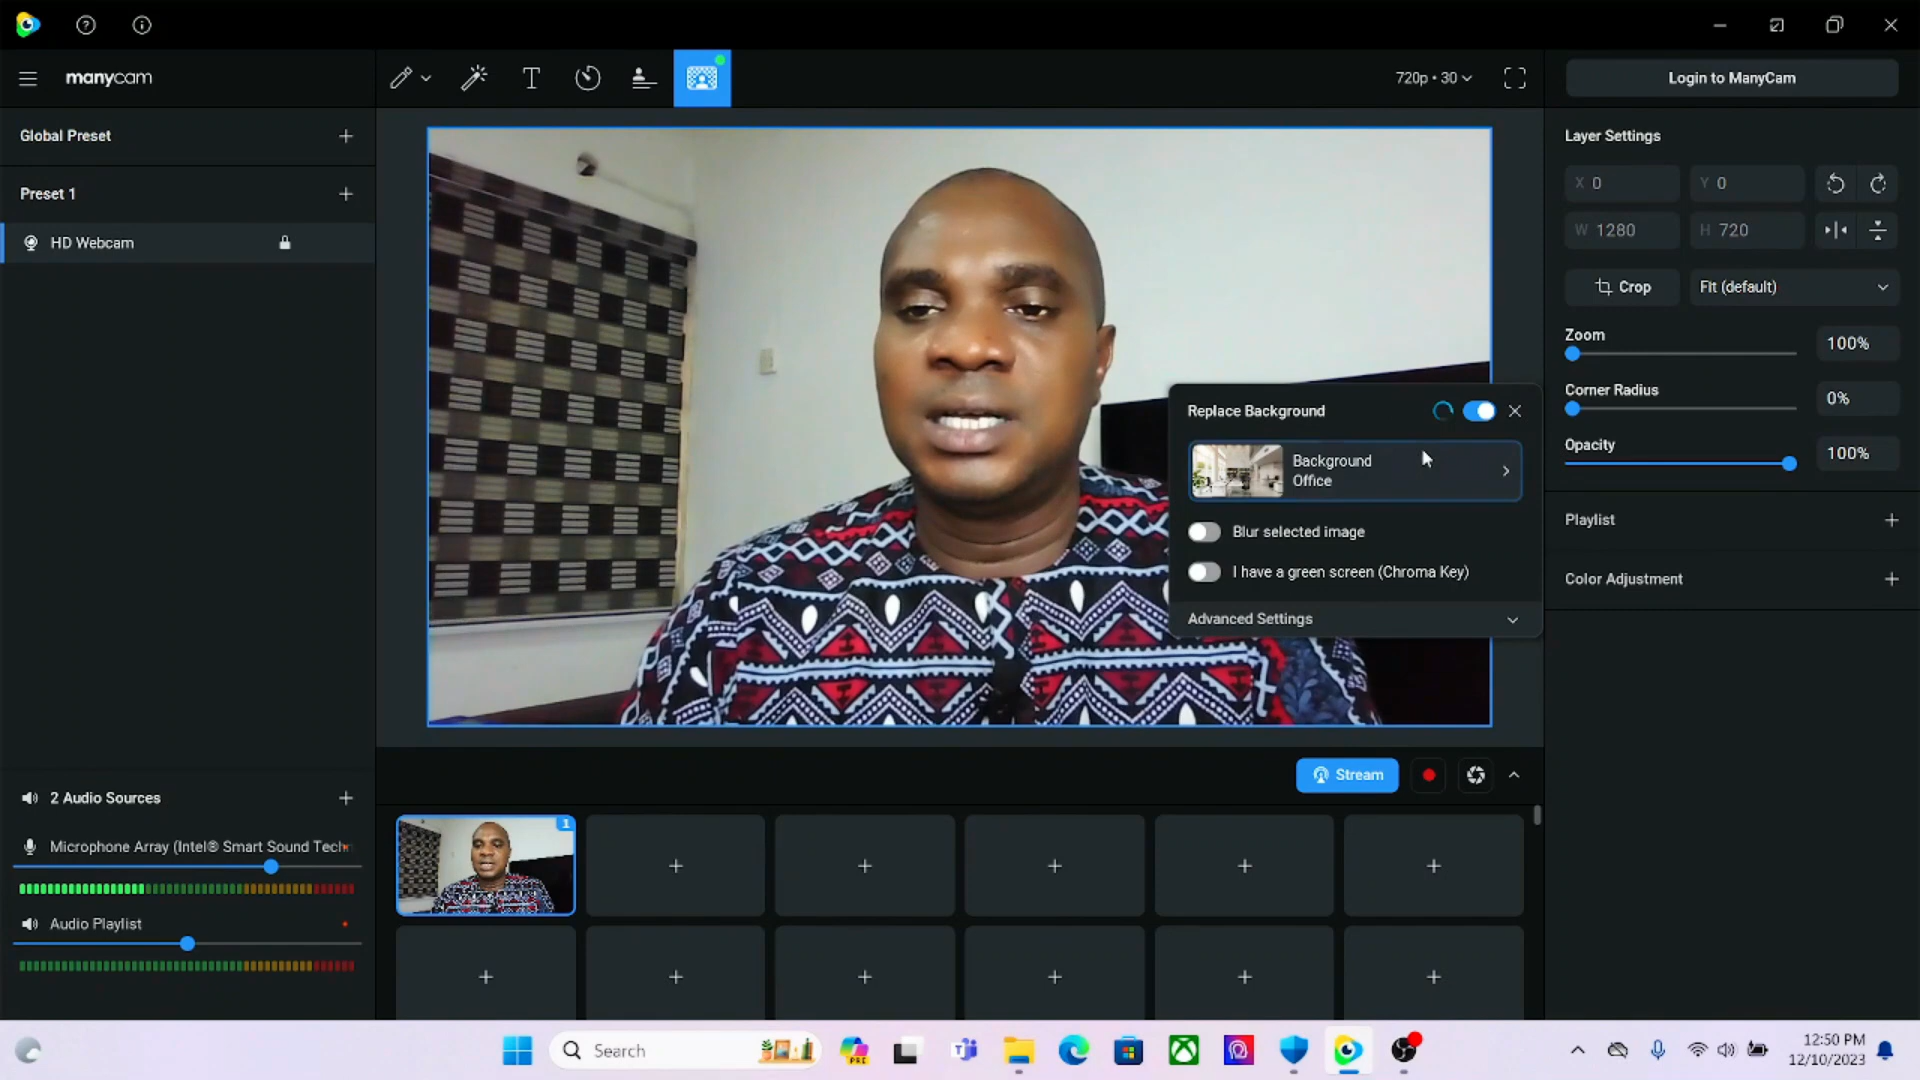 manycam
720p • 30
Login to ManyCam
Global Preset
Preset 1
HD Webcam
Layer Settings
X 0
Y 0
W 1280
H 720
Crop
Fit (default)
Zoom
100%
Corner Radius
0%
Opacity
100%
Playlist
Color Adjustment
Replace Background
Background
Office
Blur selected image
I have a green screen (Chroma Key)
Advanced Settings
Stream
2 Audio Sources
Microphone Array (Intel® Smart Sound Tech
Audio Playlist
1
Search
PRE
12:50 PM
12/10/2023